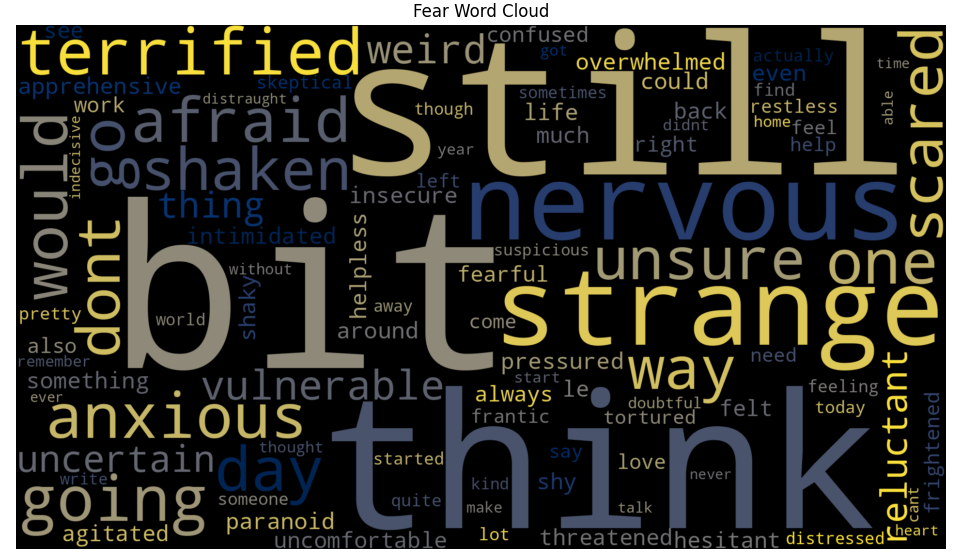 Fear Word Cloud
see
terrified
weird
confused
got
still
overwhelmed
actually
time
scared
apprehensive
skeptical
even
could
find
work
distraught
sometimes
though
life
back
restless
able
afraid
much
didnt
home
feel
would
indecisive
go
shaken
year
right
help
left
insecure
nervous
thing
intimidated
bit
helpless
suspicious
unsure
one
dont
without
fearful
strange
shaky
away
pretty
world
around
come
also
remember
pressured
way
need
something
ever
vulnerable
start
always
le
feeling
doubtful
today
reluctant
frightened
anxious
think
frantic
tortured
felt
thought
uncertain
day
started
say
love
never
write
going
someone
quite
kind
shy
make
talk
cant
paranoid
agitated
uncomfortable
lot
threatened
hesitant
distressed
heart